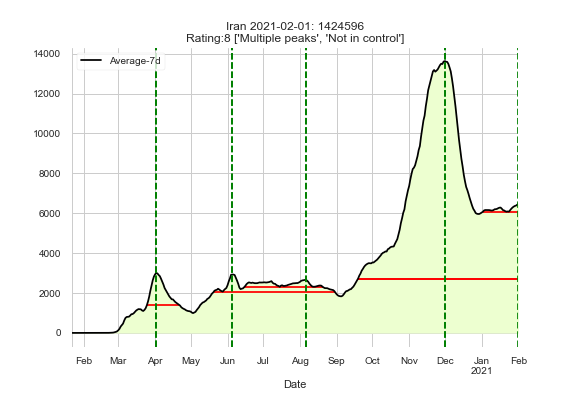 Iran 2021-02-01: 1424596
Rating:8 ['Multiple peaks', 'Not in control']
Average-7d
14000
12000
10000
8000
6000
4000
2000
0
Feb Mar Apr May Jun Jul Aug Sep Oct Nov Dec Jan Feb
2021
Date